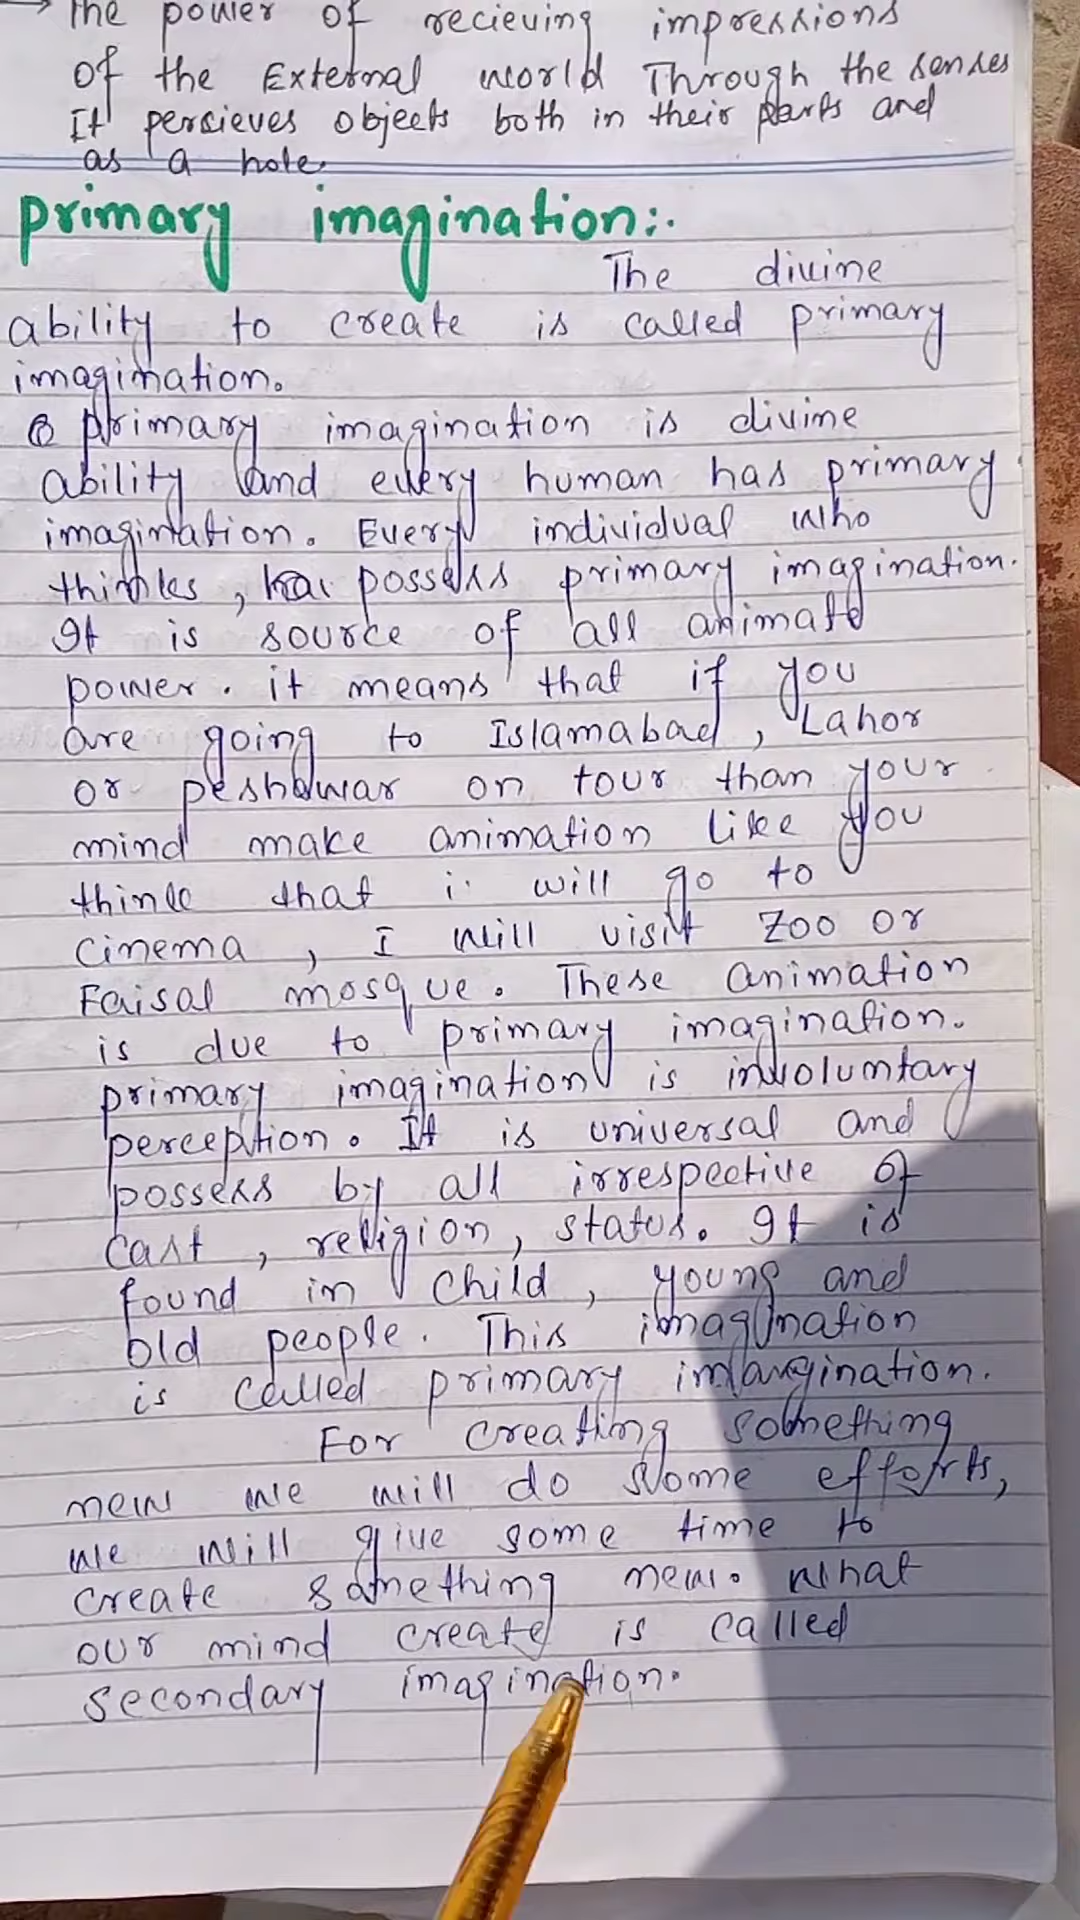 → The power of recieving impressions
of the External world Through the senses
It percieves objects both in their parts and
as a hole.
primary imagination:.
The divine
ability to create is called primary
imagination.
primary imagination is divine
ability and every human has primary
imagination. Every individual who
thinks, possess primary imagination.
It is source of all animate
power. it means that if you
are going to Islamabad, Lahor
or peshawar on tour than your
mind make animation like you
think that i will go to
cinema, I will visit Zoo or
Faisal mosque. These animation
is due to primary imagination.
primary imagination is involuntary
perception. It is universal and
possess by all irrespective of
cast, religion, status. It is
found in child, young and
old people. This imagination
is called primary imangination.
For creating something
new we will do some efforts,
we will give some time to
create something new. what
our mind create is called
secondary imagination.